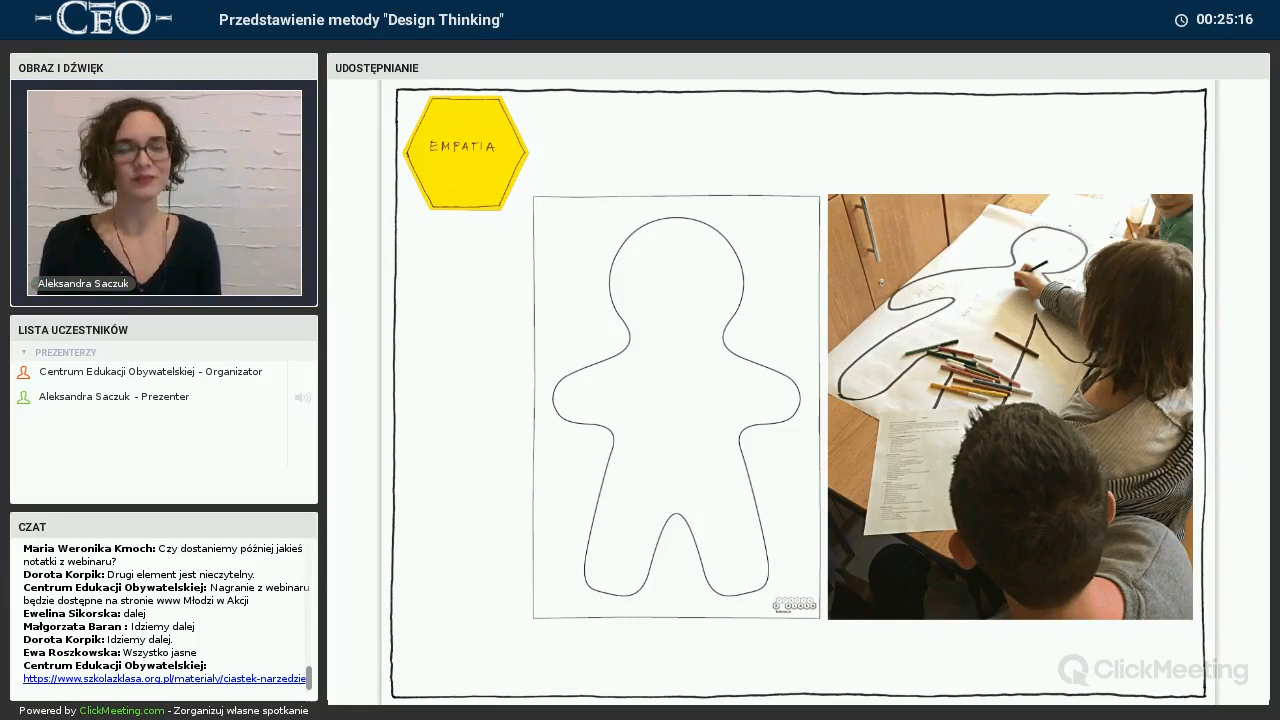 CEO
Przedstawienie metody "Design Thinking"
00:25:16
OBRAZ I DŹWIĘK
Aleksandra Saczuk
LISTA UCZESTNIKÓW
PREZENTERZY
Centrum Edukacji Obywatelskiej - Organizator
Aleksandra Saczuk - Prezenter
CZAT
Maria Weronika Kmoch: Czy dostaniemy później jakieś
notatki z webinaru?
Dorota Korpik: Drugi element jest nieczytelny.
Centrum Edukacji Obywatelskiej: Nagranie z webinaru
będzie dostępne na stronie www Młodzi w Akcji
Ewelina Sikorska: dalej
Małgorzata Baran : Idziemy dalej
Dorota Korpik: Idziemy dalej.
Ewa Roszkowska: Wszystko jasne
Centrum Edukacji Obywatelskiej:
https://www.szkolazklasa.org.pl/materialy/ciastek-narzedzie
Powered by ClickMeeting.com - Zorganizuj własne spotkanie
UDOSTĘPNIANIE
EMPATIA
ClickMeeting